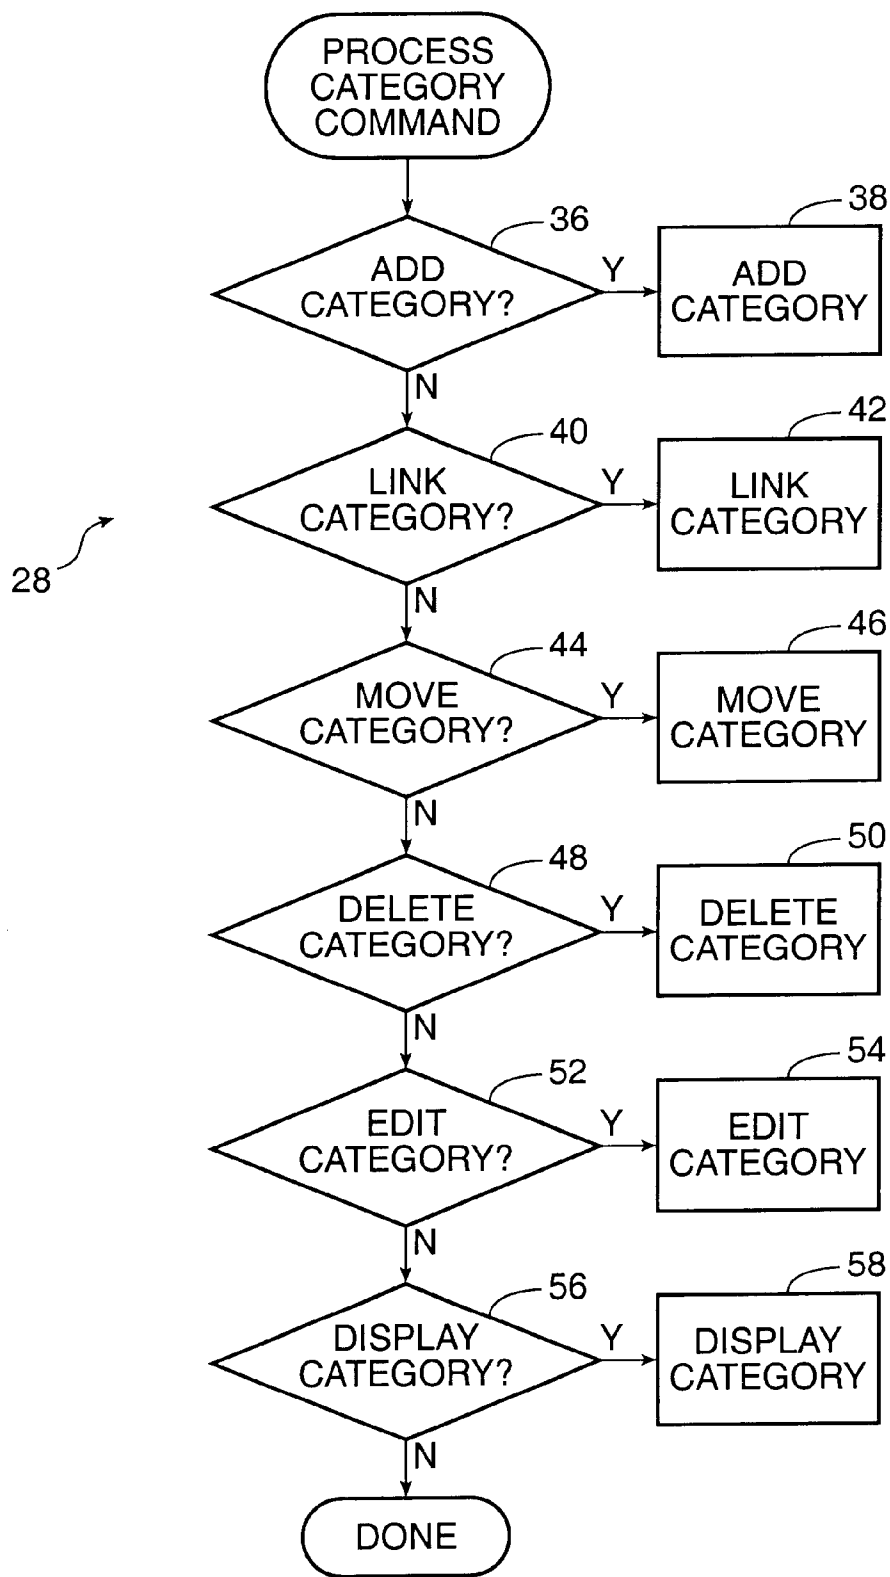 PROCESS
CATEGORY
COMMAND
36
38
ADD
CATEGORY?
Y
ADD
CATEGORY
N
40
42
LINK
CATEGORY?
Y
LINK
CATEGORY
28
N
44
46
MOVE
CATEGORY?
Y
MOVE
CATEGORY
N
48
50
DELETE
CATEGORY?
Y
DELETE
CATEGORY
N
52
54
EDIT
CATEGORY?
Y
EDIT
CATEGORY
N
56
58
DISPLAY
CATEGORY?
Y
DISPLAY
CATEGORY
N
DONE